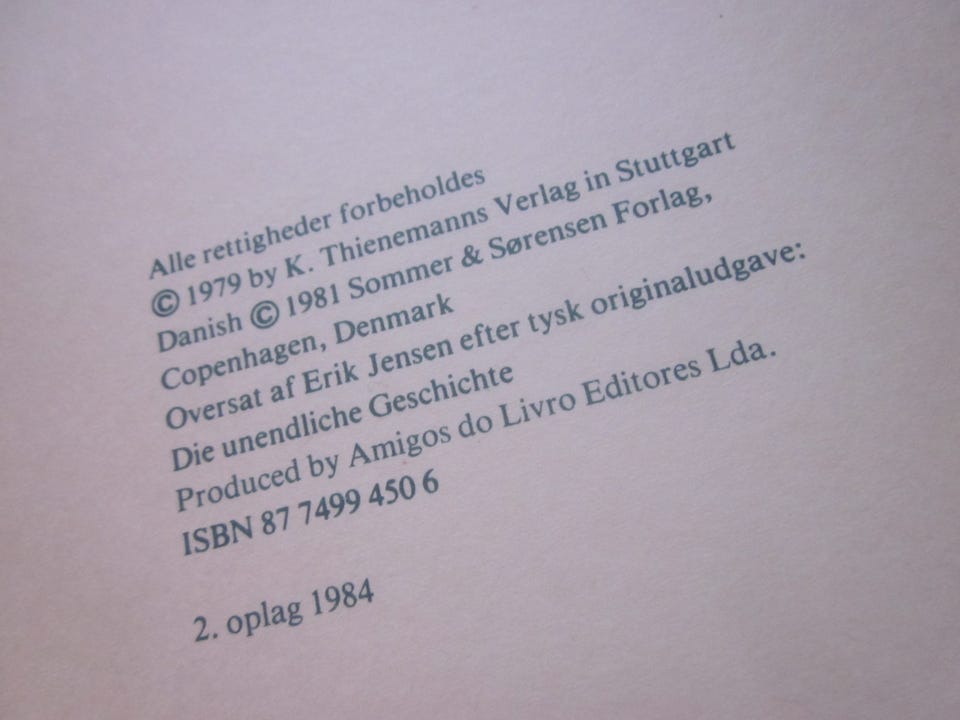 Alle rettigheder forbeholdes
© 1979 by K. Thienemanns Verlag in Stuttgart
Danish © 1981 Sommer & Sørensen Forlag,
Copenhagen, Denmark
Oversat af Erik Jensen efter tysk originaludgave:
Die unendliche Geschichte
Produced by Amigos do Livro Editores Lda.
ISBN 87 7499 450 6
2. oplag 1984